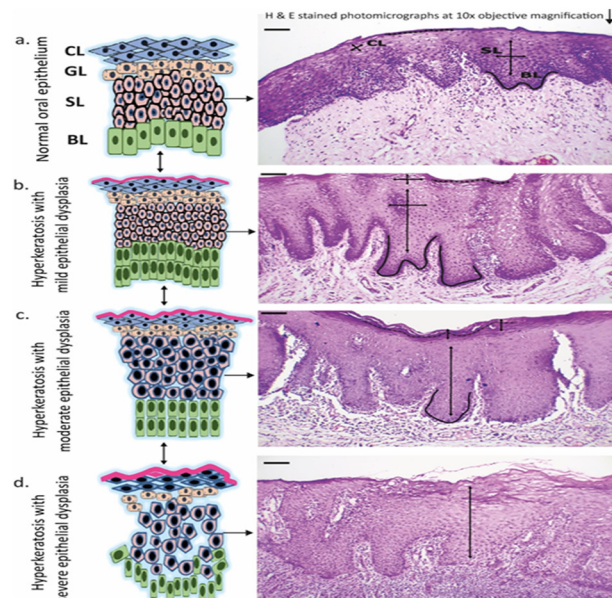 H & E stained photomicrographs at 10x objective magnification
a.
Normal oral epithelium
CL
GL
SL
BL
CL
SL
BL
b.
Hyperkeratosis with
mild epithelial dysplasia
c.
Hyperkeratosis with
moderate epithelial dysplasia
d.
Hyperkeratosis with
evere epithelial dysplasia